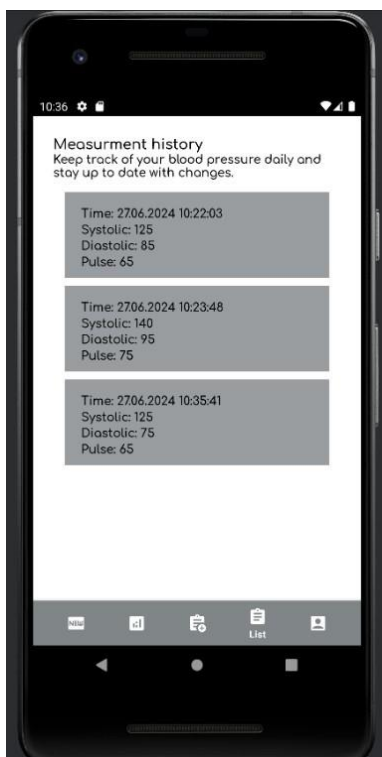 10:36
Measurment history
Keep track of your blood pressure daily and
stay up to date with changes.
Time: 27.06.2024 10:22:03
Systolic: 125
Diastolic: 85
Pulse: 65
Time: 27.06.2024 10:23:48
Systolic: 140
Diastolic: 95
Pulse: 75
Time: 27.06.2024 10:35:41
Systolic: 125
Diastolic: 75
Pulse: 65
NEW
List